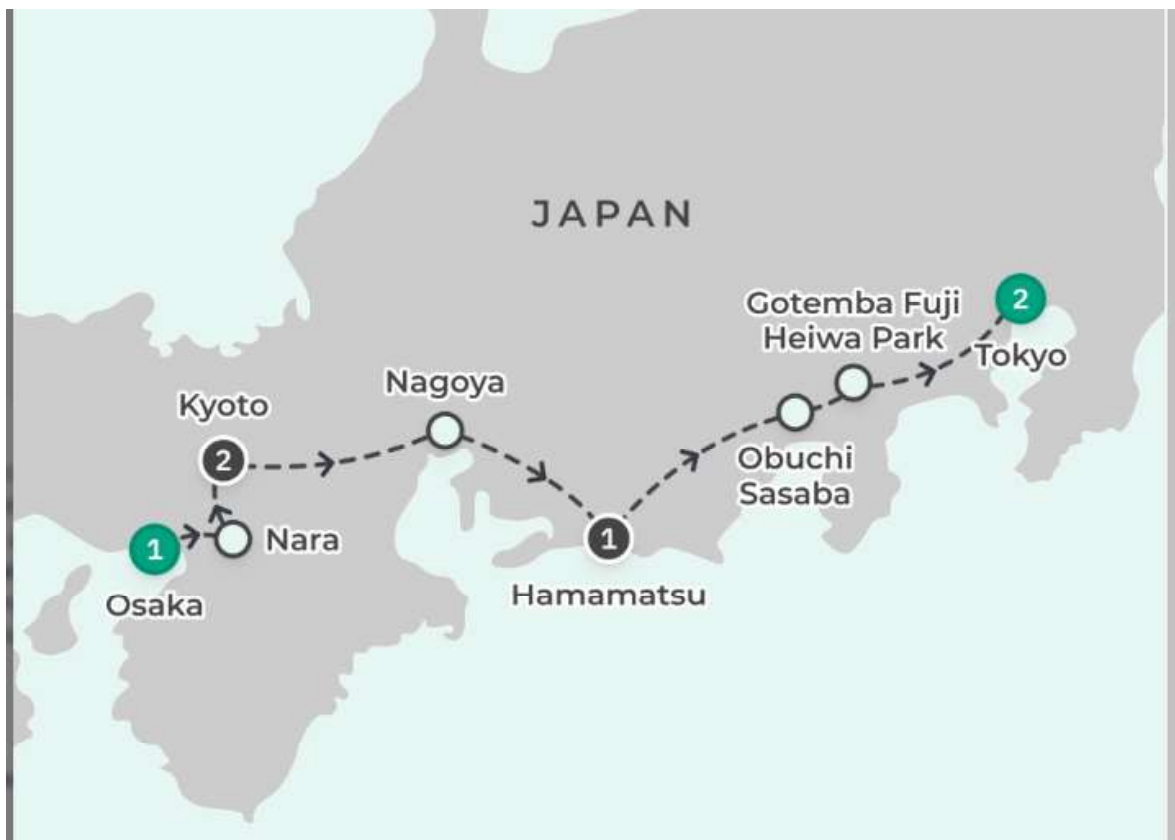 JAPAN
Gotemba Fuji
Heiwa Park
2
Tokyo
Nagoya
Kyoto
2
Obuchi
Sasaba
1
Nara
1
Osaka
Hamamatsu